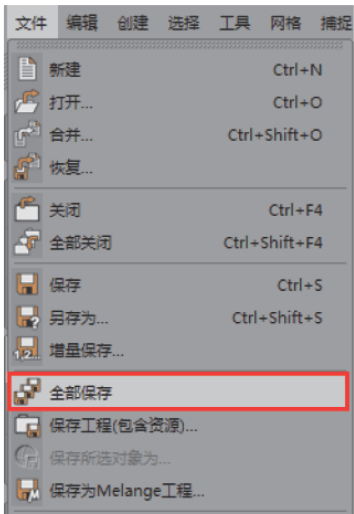 文件 编辑 创建 选择 工具 网格 捕捉
新建 Ctrl+N
打开... Ctrl+O
合并... Ctrl+Shift+O
恢复...
关闭 Ctrl+F4
全部关闭 Ctrl+Shift+F4
保存 Ctrl+S
另存为... Ctrl+Shift+S
增量保存...
全部保存
保存工程(包含资源)...
保存所选对象为...
保存为Melange工程...